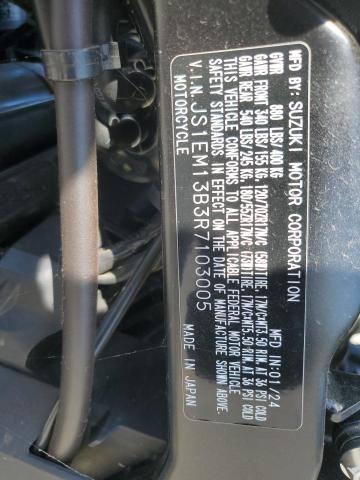 MFD BY: SUZUKI MOTOR CORPORATION MFD IN: 01/24
GVWR 880 LBS/400 KG
GAWR FRONT 340 LBS/155 KG: 120/70ZR17M/C (58W)TIRE, 17M/CXMT3.50 RIM, AT 36 PSI COLD
GAWR REAR 540 LBS/245 KG: 180/55ZR17M/C (73W)TIRE, 17M/CXMT5.50 RIM, AT 36 PSI COLD
THIS VEHICLE CONFORMS TO ALL APPLICABLE FEDERAL MOTOR VEHICLE
SAFETY STANDARDS IN EFFECT ON THE DATE OF MANUFACTURE SHOWN ABOVE.
V.I.N. JS1EM13B3R7103005
MOTORCYCLE MADE IN JAPAN